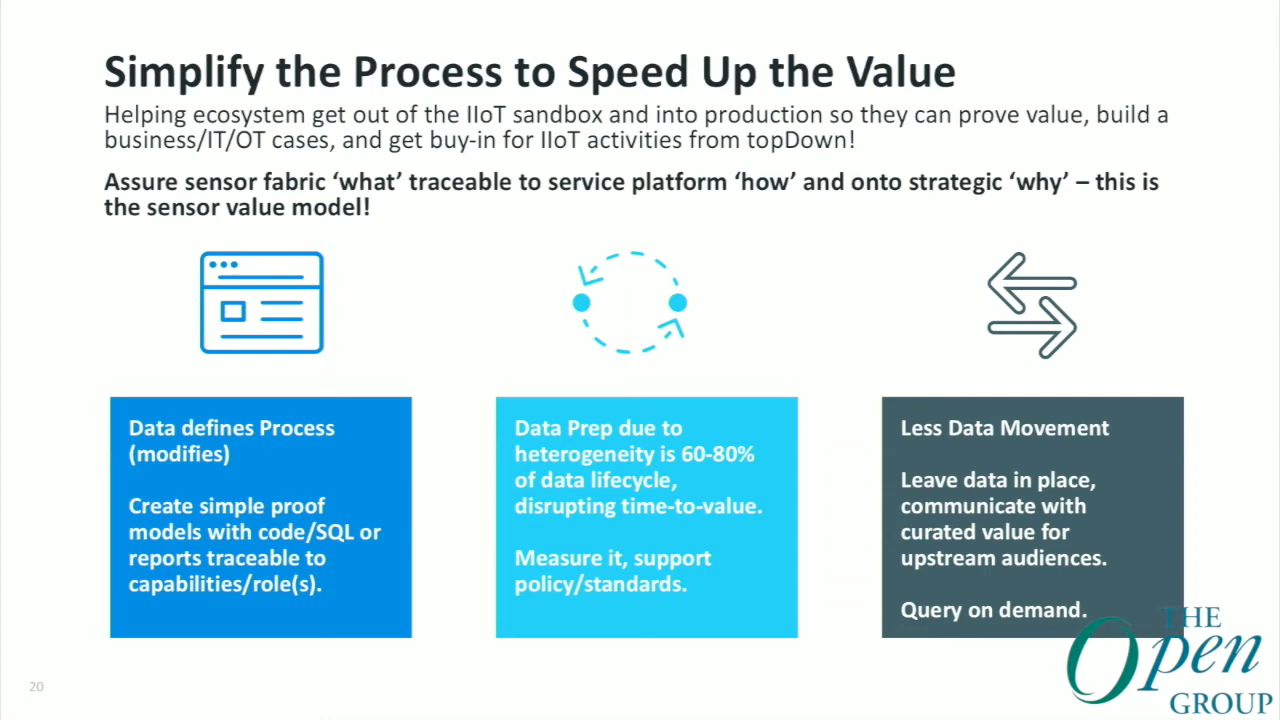 Simplify the Process to Speed Up the Value
Helping ecosystem get out of the IIoT sandbox and into production so they can prove value, build a
business/IT/OT cases, and get buy-in for IIoT activities from topDown!
Assure sensor fabric ‘what’ traceable to service platform ‘how’ and onto strategic ‘why’ – this is
the sensor value model!
Data defines Process
(modifies)
Create simple proof
models with code/SQL or
reports traceable to
capabilities/role(s).
Data Prep due to
heterogeneity is 60-80%
of data lifecycle,
disrupting time-to-value.
Measure it, support
policy/standards.
Less Data Movement
Leave data in place,
communicate with
curated value for
upstream audiences.
Query on demand.
20
THE
Open
GROUP